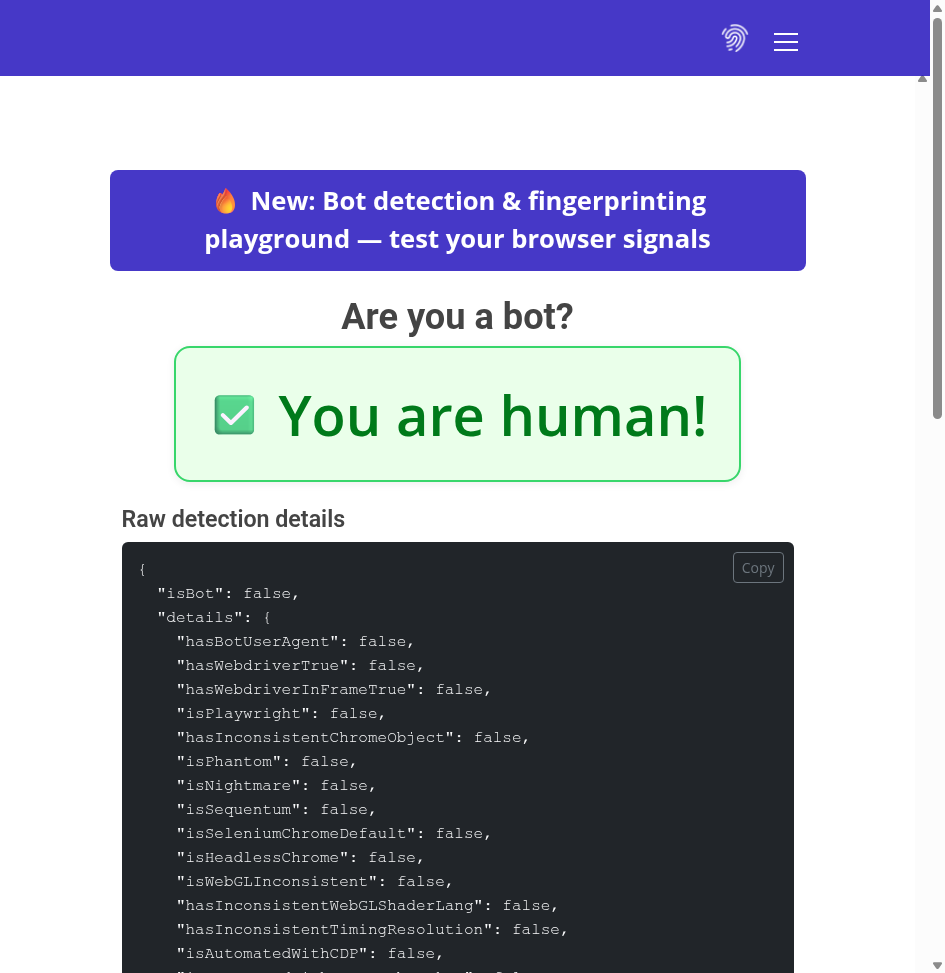 🔥 New: Bot detection & fingerprinting
playground — test your browser signals
Are you a bot?
✅ You are human!
Raw detection details
Copy
{
"isBot": false,
"details": {
"hasBotUserAgent": false,
"hasWebdriverTrue": false,
"hasWebdriverInFrameTrue": false,
"isPlaywright": false,
"hasInconsistentChromeObject": false,
"isPhantom": false,
"isNightmare": false,
"isSequentum": false,
"isSeleniumChromeDefault": false,
"isHeadlessChrome": false,
"isWebGLInconsistent": false,
"hasInconsistentWebGLShaderLang": false,
"hasInconsistentTimingResolution": false,
"isAutomatedWithCDP": false,